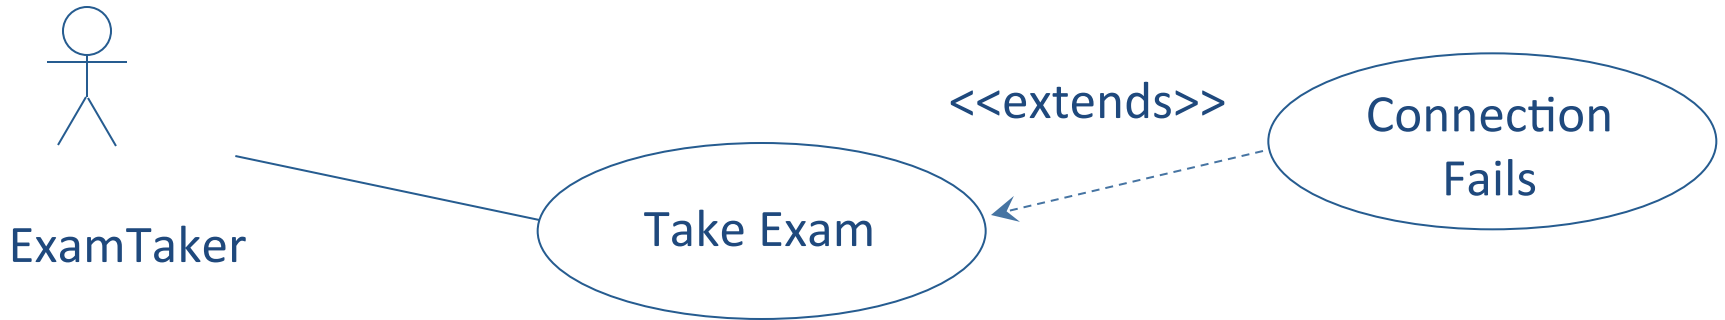 <<extends>>
Connection
Fails
Take Exam
ExamTaker